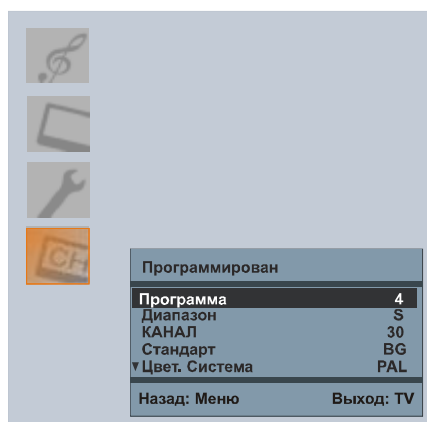 CH
Программирован
Программа 4
Диапазон S
КАНАЛ 30
Стандарт BG
▼Цвет. Система PAL
Назад: Меню Выход: TV